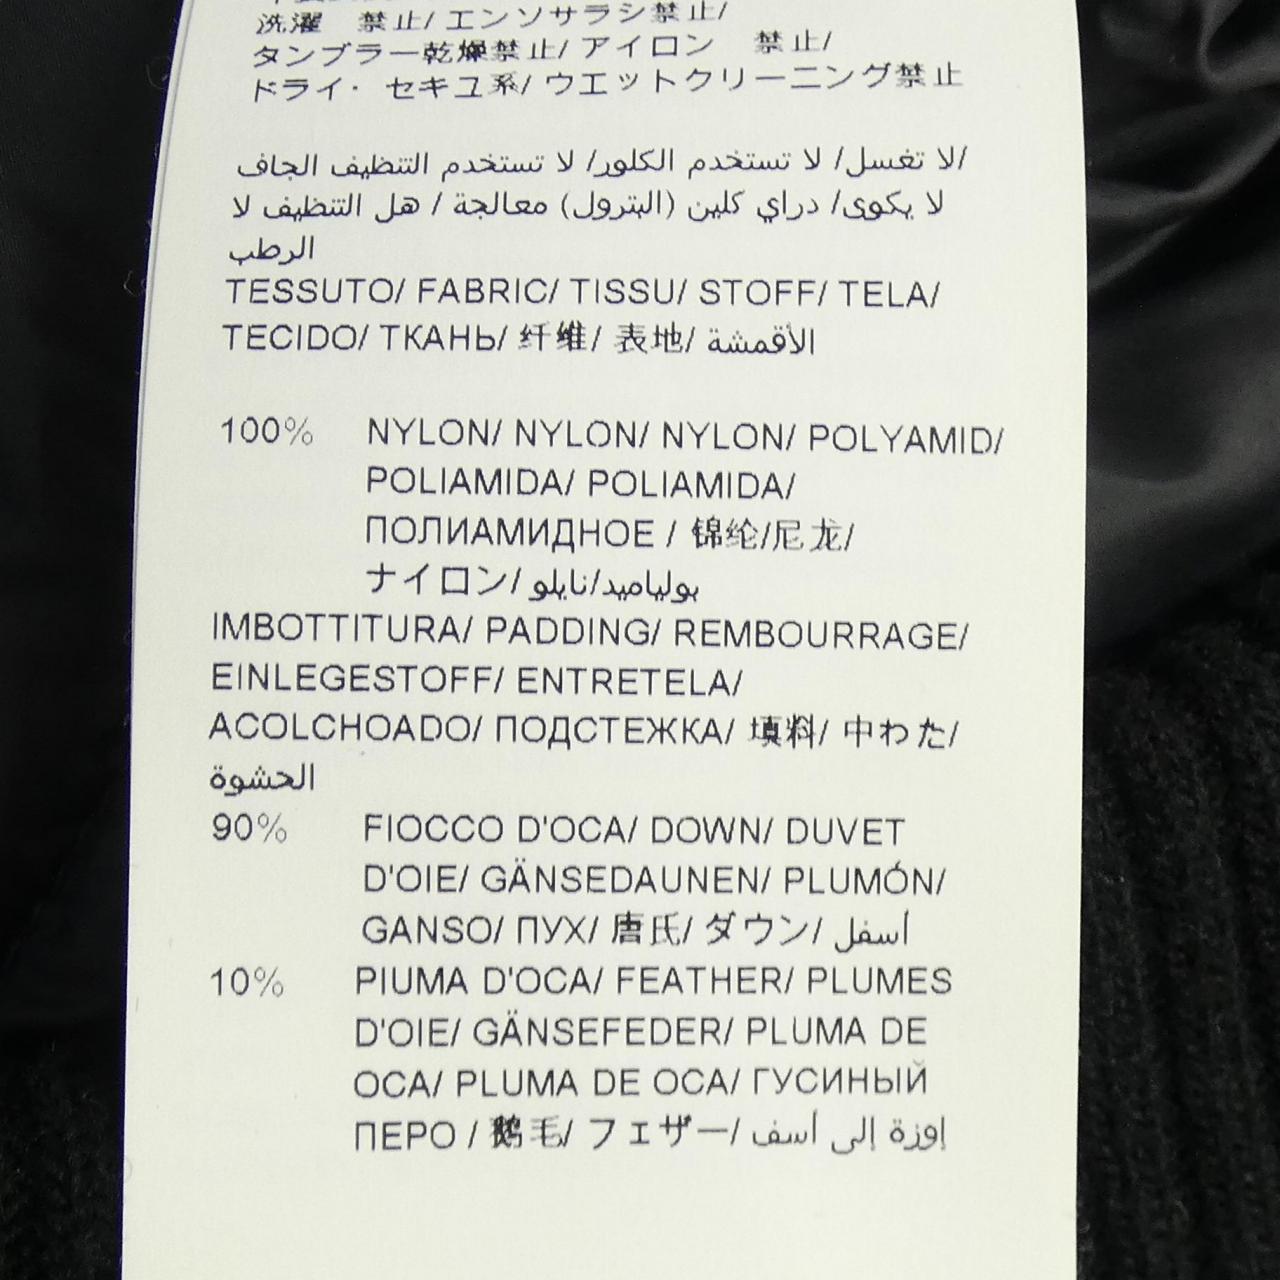 洗濯 禁止/ エンソサラシ禁止/
タンブラー乾燥禁止/ アイロン 禁止/
ドライ・ セキユ系/ ウエットクリーニング禁止
/لا تغسل/ لا تستخدم الكلور/ لا تستخدم التنظيف الجاف
لا يكوى/ دراي كلين (البترول) معالجة / هل التنظيف لا
الرطب
TESSUTO/ FABRIC/ TISSU/ STOFF/ TELA/
TECIDO/ ТКАНЬ/ 纤维/ 表地/ الأقمشة
100% NYLON/ NYLON/ NYLON/ POLYAMID/
POLIAMIDA/ POLIAMIDA/
ПОЛИАМИДНОЕ / 锦纶/尼龙/
ナイロン/ بولياميد/نايلو
IMBOTTITURA/ PADDING/ REMBOURRAGE/
EINLEGESTOFF/ ENTRETELA/
ACOLCHOADO/ ПОДСТЕЖКА/ 填料/ 中わた/
الحشوة
90% FIOCCO D'OCA/ DOWN/ DUVET
D'OIE/ GÄNSEDAUNEN/ PLUMÓN/
GANSO/ ПУХ/ 唐氏/ ダウン/ أسفل
10% PIUMA D'OCA/ FEATHER/ PLUMES
D'OIE/ GÄNSEFEDER/ PLUMA DE
OCA/ PLUMA DE OCA/ ГУСИНЫЙ
ПЕРО / 鹅毛/ フェザー/ إوزة إلى أسف